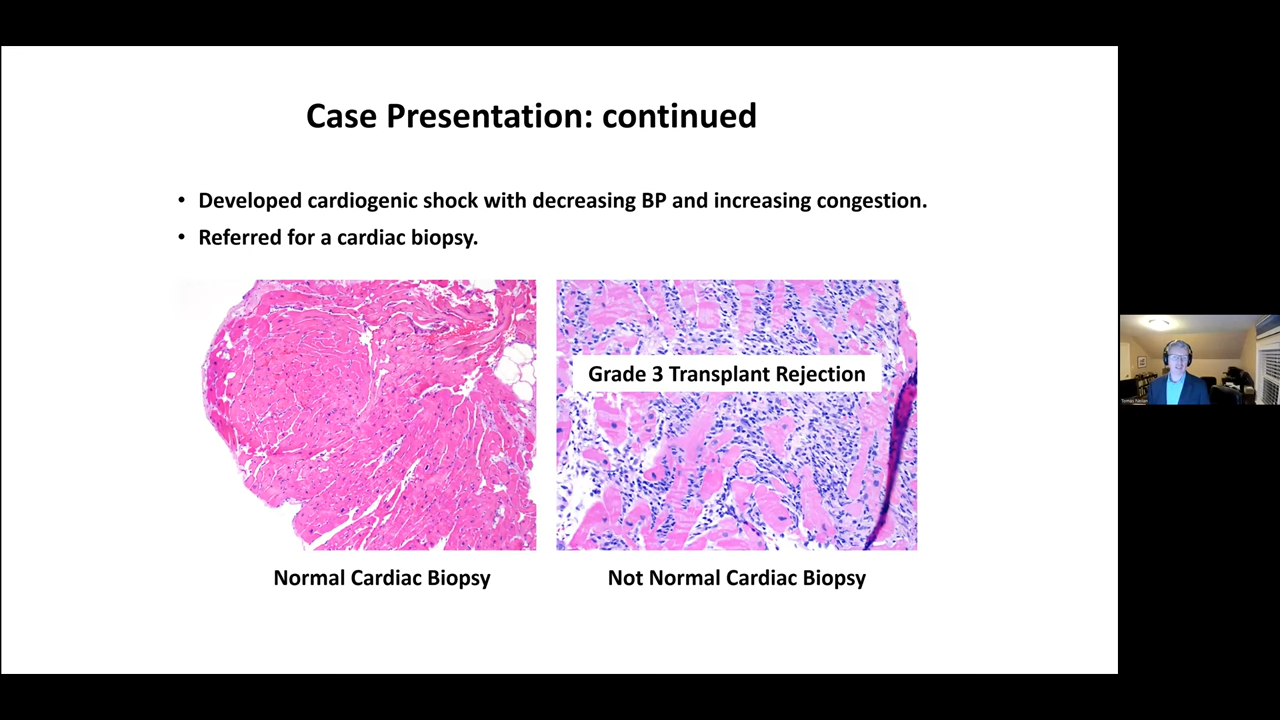 Case Presentation: continued
• Developed cardiogenic shock with decreasing BP and increasing congestion.
• Referred for a cardiac biopsy.
Grade 3 Transplant Rejection
Normal Cardiac Biopsy
Not Normal Cardiac Biopsy